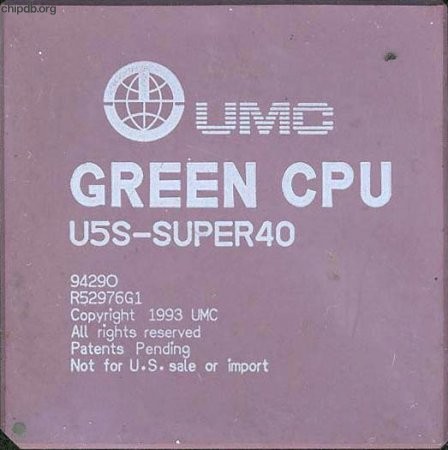 chipdb.org
UMC
GREEN CPU
U5S-SUPER40
94290
R52976G1
Copyright 1993 UMC
All rights reserved
Patents Pending
Not for U.S. sale or import